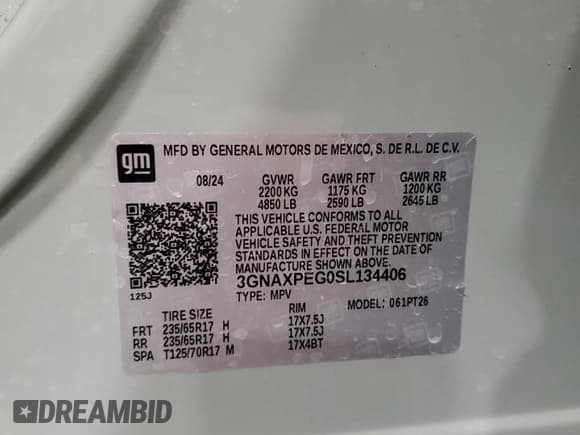 gm
MFD BY GENERAL MOTORS DE MEXICO, S. DE R.L. DE C.V.
08/24 GVWR GAWR FRT GAWR RR
2200 KG 1175 KG 1200 KG
4850 LB 2590 LB 2645 LB
THIS VEHICLE CONFORMS TO ALL
APPLICABLE U.S. FEDERAL MOTOR
VEHICLE SAFETY AND THEFT PREVENTION
STANDARDS IN EFFECT ON THE DATE OF
MANUFACTURE SHOWN ABOVE.
125J
3GNAXPEG0SL134406
TYPE: MPV MODEL: 061PT26
TIRE SIZE RIM
FRT 235/65R17 H 17X7.5J
RR 235/65R17 H 17X7.5J
SPA T125/70R17 M 17X4BT
DREAMBID